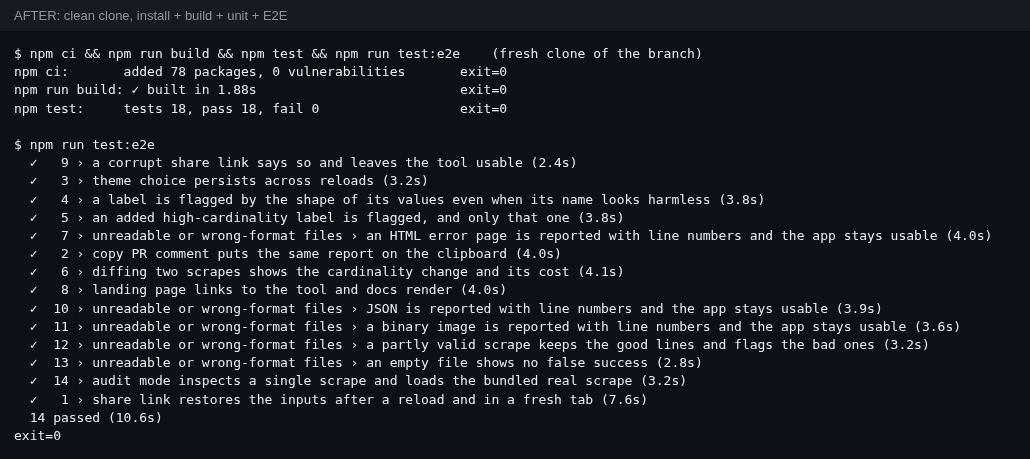 AFTER: clean clone, install + build + unit + E2E
$ npm ci && npm run build && npm test && npm run test:e2e    (fresh clone of the branch)
npm ci:       added 78 packages, 0 vulnerabilities       exit=0
npm run build: ✓ built in 1.88s                          exit=0
npm test:     tests 18, pass 18, fail 0                  exit=0
$ npm run test:e2e
  ✓   9 › a corrupt share link says so and leaves the tool usable (2.4s)
  ✓   3 › theme choice persists across reloads (3.2s)
  ✓   4 › a label is flagged by the shape of its values even when its name looks harmless (3.8s)
  ✓   5 › an added high-cardinality label is flagged, and only that one (3.8s)
  ✓   7 › unreadable or wrong-format files › an HTML error page is reported with line numbers and the app stays usable (4.0s)
  ✓   2 › copy PR comment puts the same report on the clipboard (4.0s)
  ✓   6 › diffing two scrapes shows the cardinality change and its cost (4.1s)
  ✓   8 › landing page links to the tool and docs render (4.0s)
  ✓  10 › unreadable or wrong-format files › JSON is reported with line numbers and the app stays usable (3.9s)
  ✓  11 › unreadable or wrong-format files › a binary image is reported with line numbers and the app stays usable (3.6s)
  ✓  12 › unreadable or wrong-format files › a partly valid scrape keeps the good lines and flags the bad ones (3.2s)
  ✓  13 › unreadable or wrong-format files › an empty file shows no false success (2.8s)
  ✓  14 › audit mode inspects a single scrape and loads the bundled real scrape (3.2s)
  ✓   1 › share link restores the inputs after a reload and in a fresh tab (7.6s)
  14 passed (10.6s)
exit=0